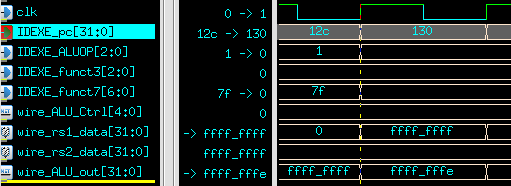 clk 0 -> 1
IDEXE_pc[31:0] 12c -> 130 12c 130
IDEXE_ALUOP[2:0] 1 -> 0 1
IDEXE_funct3[2:0] 0
IDEXE_funct7[6:0] 7f -> 0 7f
wire_ALU_Ctrl[4:0] 0
wire_rs1_data[31:0] -> ffff_ffff 0 ffff_ffff
wire_rs2_data[31:0] ffff_ffff
wire_ALU_out[31:0] -> ffff_fffe ffff_ffff ffff_fffe